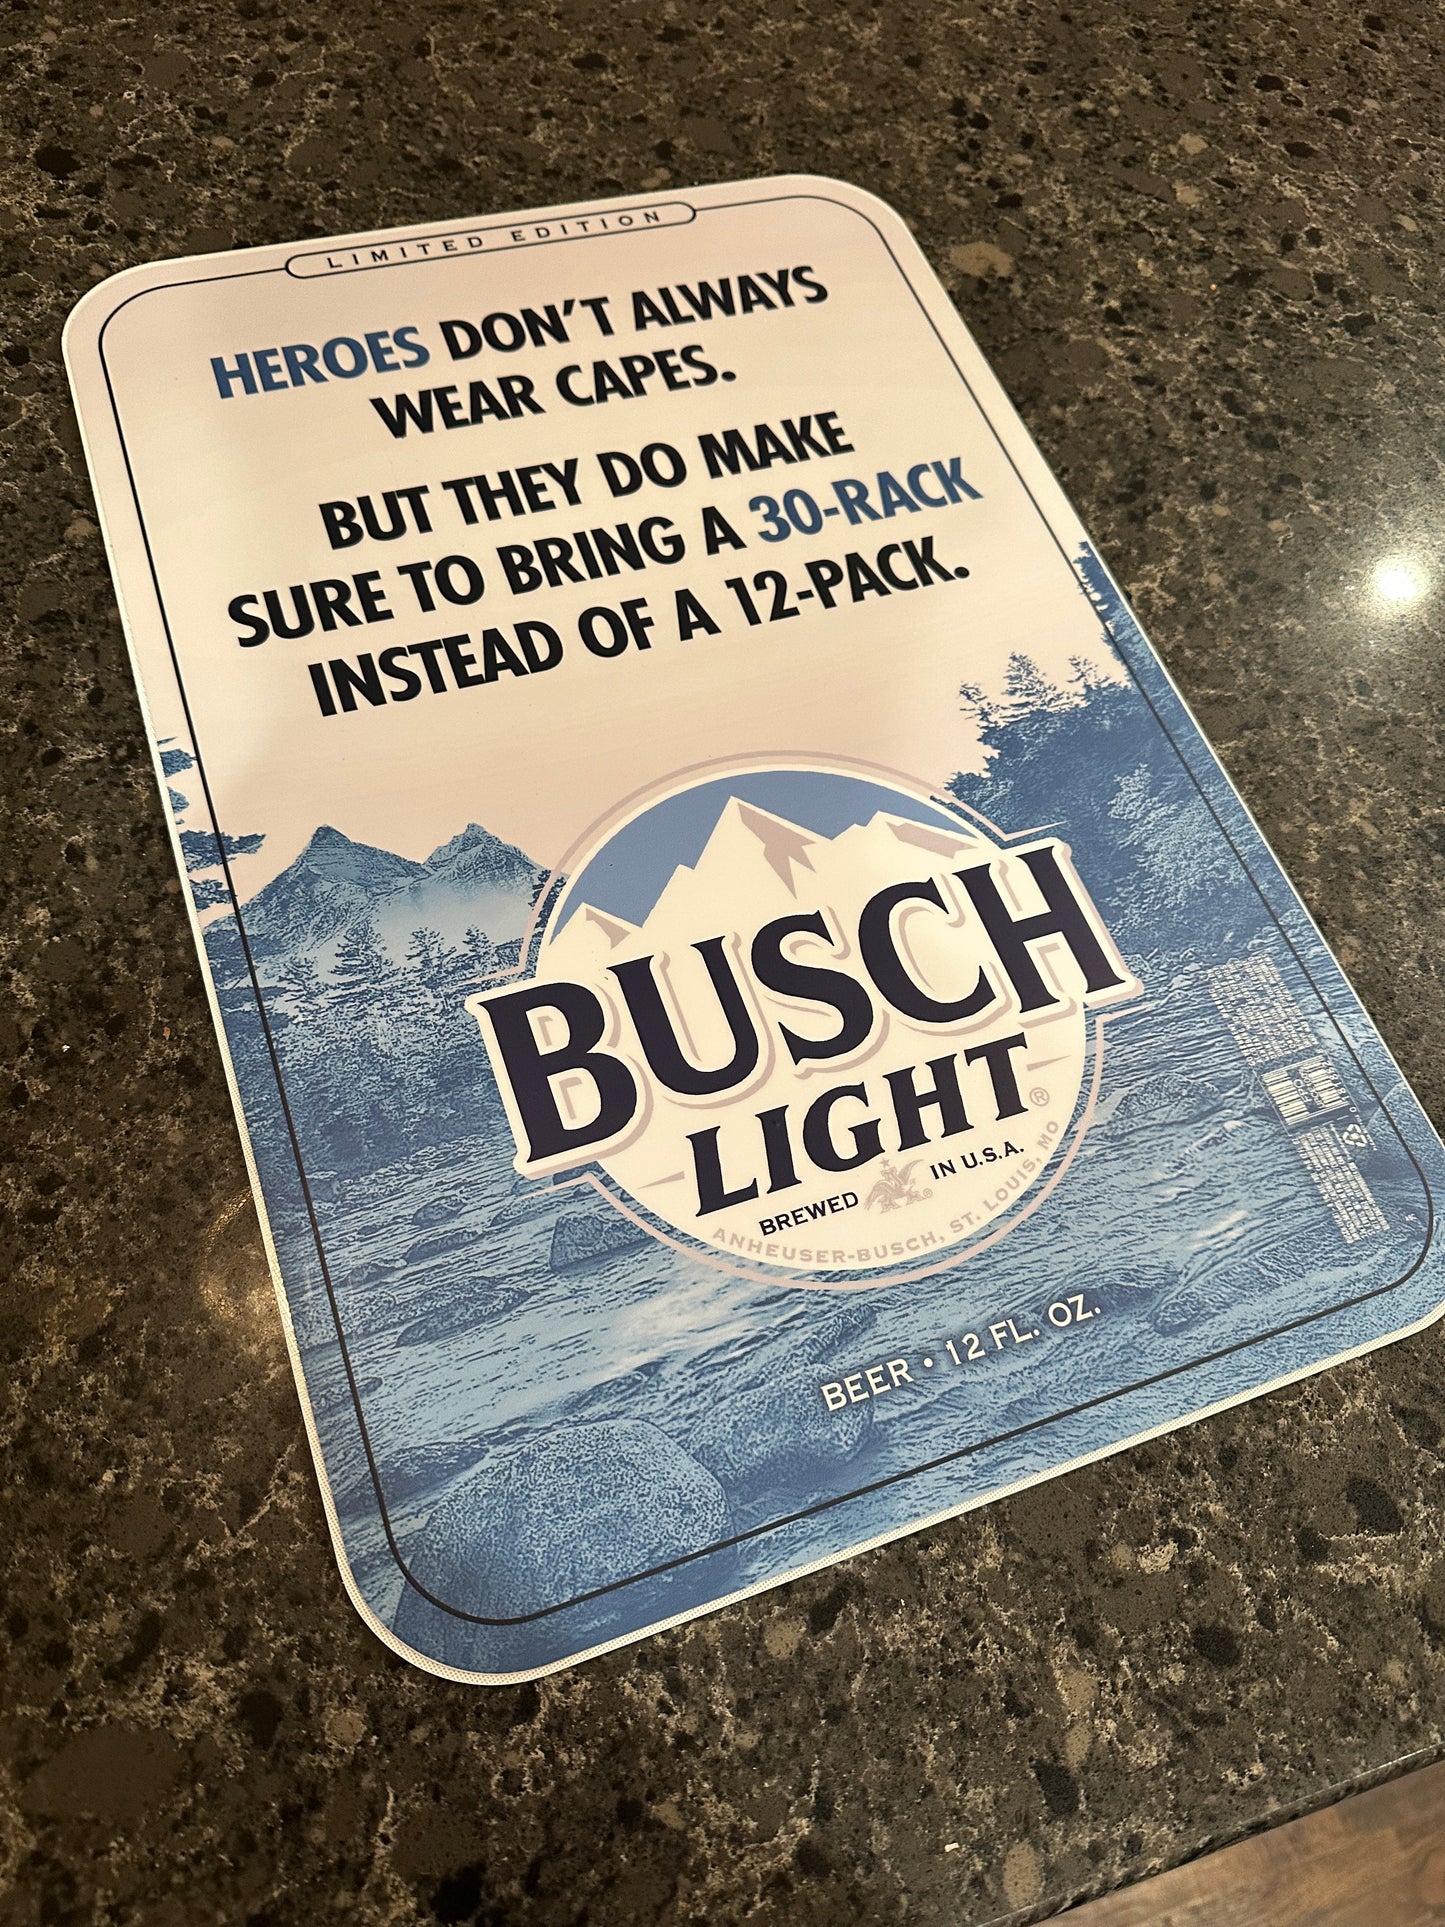 LIMITED EDITION
HEROES DON'T ALWAYS
WEAR CAPES.
BUT THEY DO MAKE
SURE TO BRING A 30-RACK
INSTEAD OF A 12-PACK.
BUSCH
LIGHT®
BREWED IN U.S.A.
ANHEUSER-BUSCH, ST. LOUIS, MO
BEER • 12 FL. OZ.